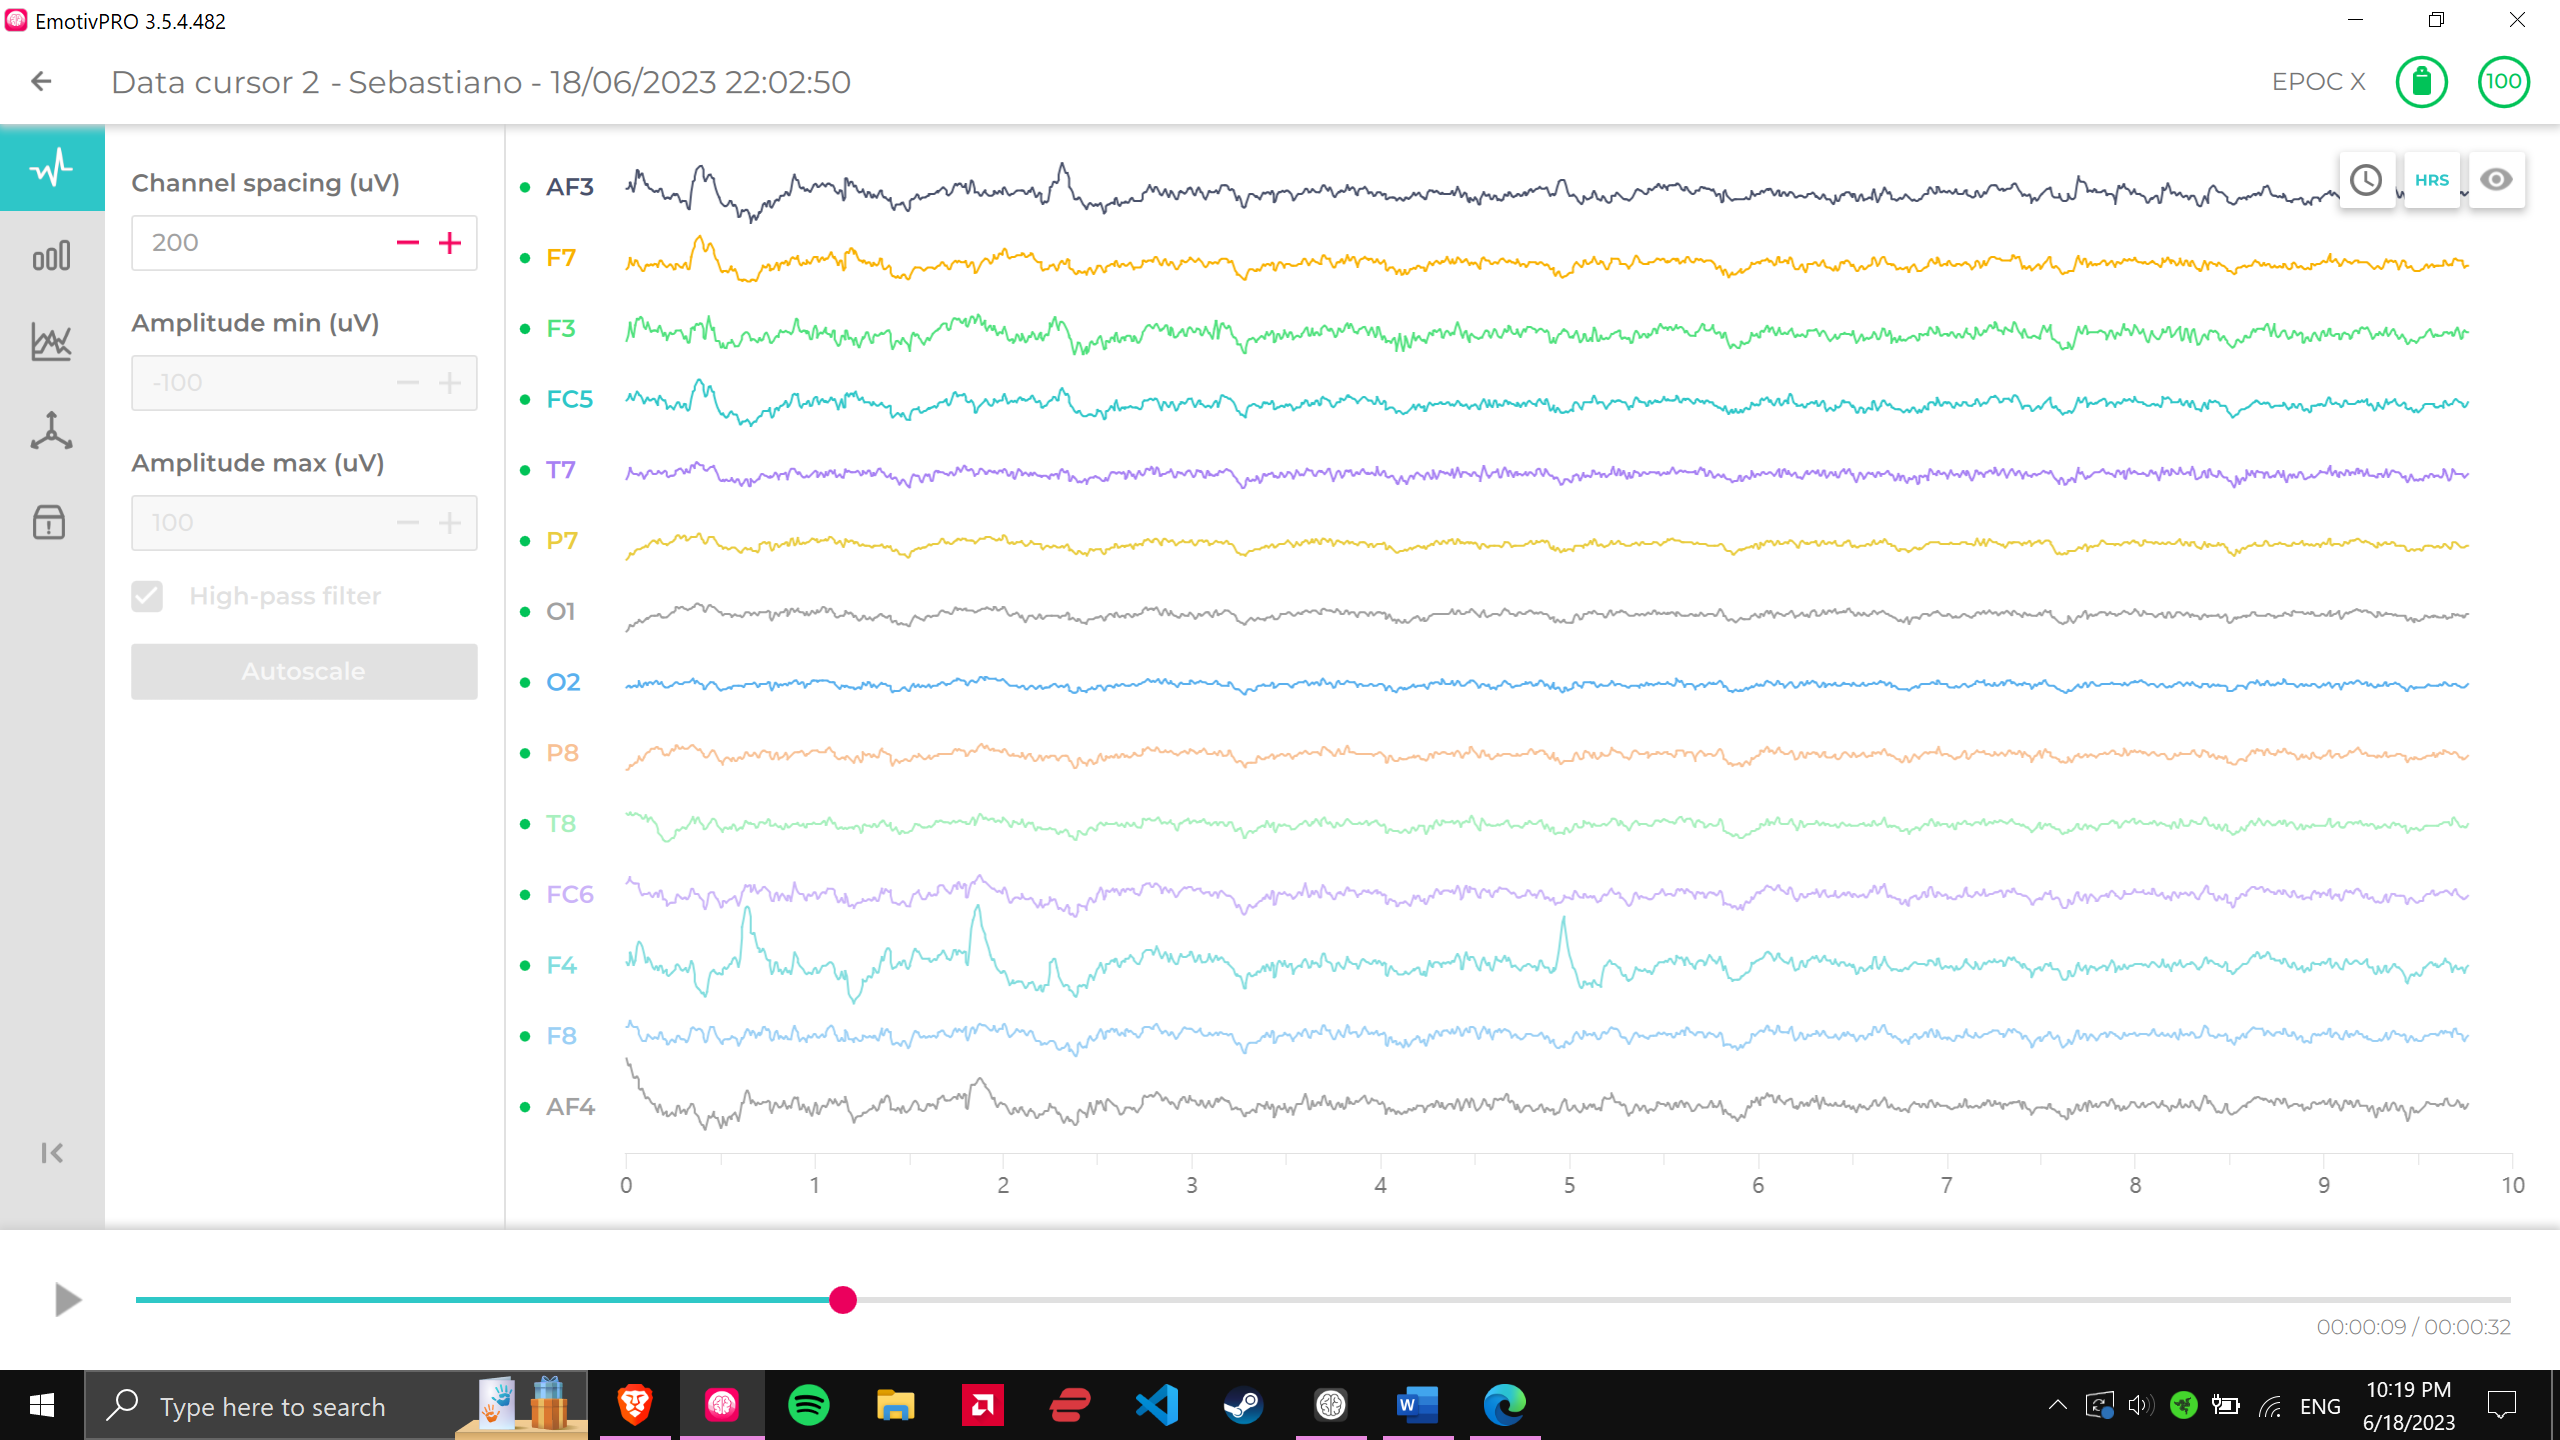 EmotivPRO 3.5.4.482
Data cursor 2 - Sebastiano - 18/06/2023 22:02:50
EPOC X
100
Channel spacing (uV)
200
Amplitude min (uV)
-100
Amplitude max (uV)
100
High-pass filter
Autoscale
HRS
AF3
F7
F3
FC5
T7
P7
O1
O2
P8
T8
FC6
F4
F8
AF4
0 1 2 3 4 5 6 7 8 9 10
00:00:09 / 00:00:32
Type here to search
W
ENG
10:19 PM
6/18/2023